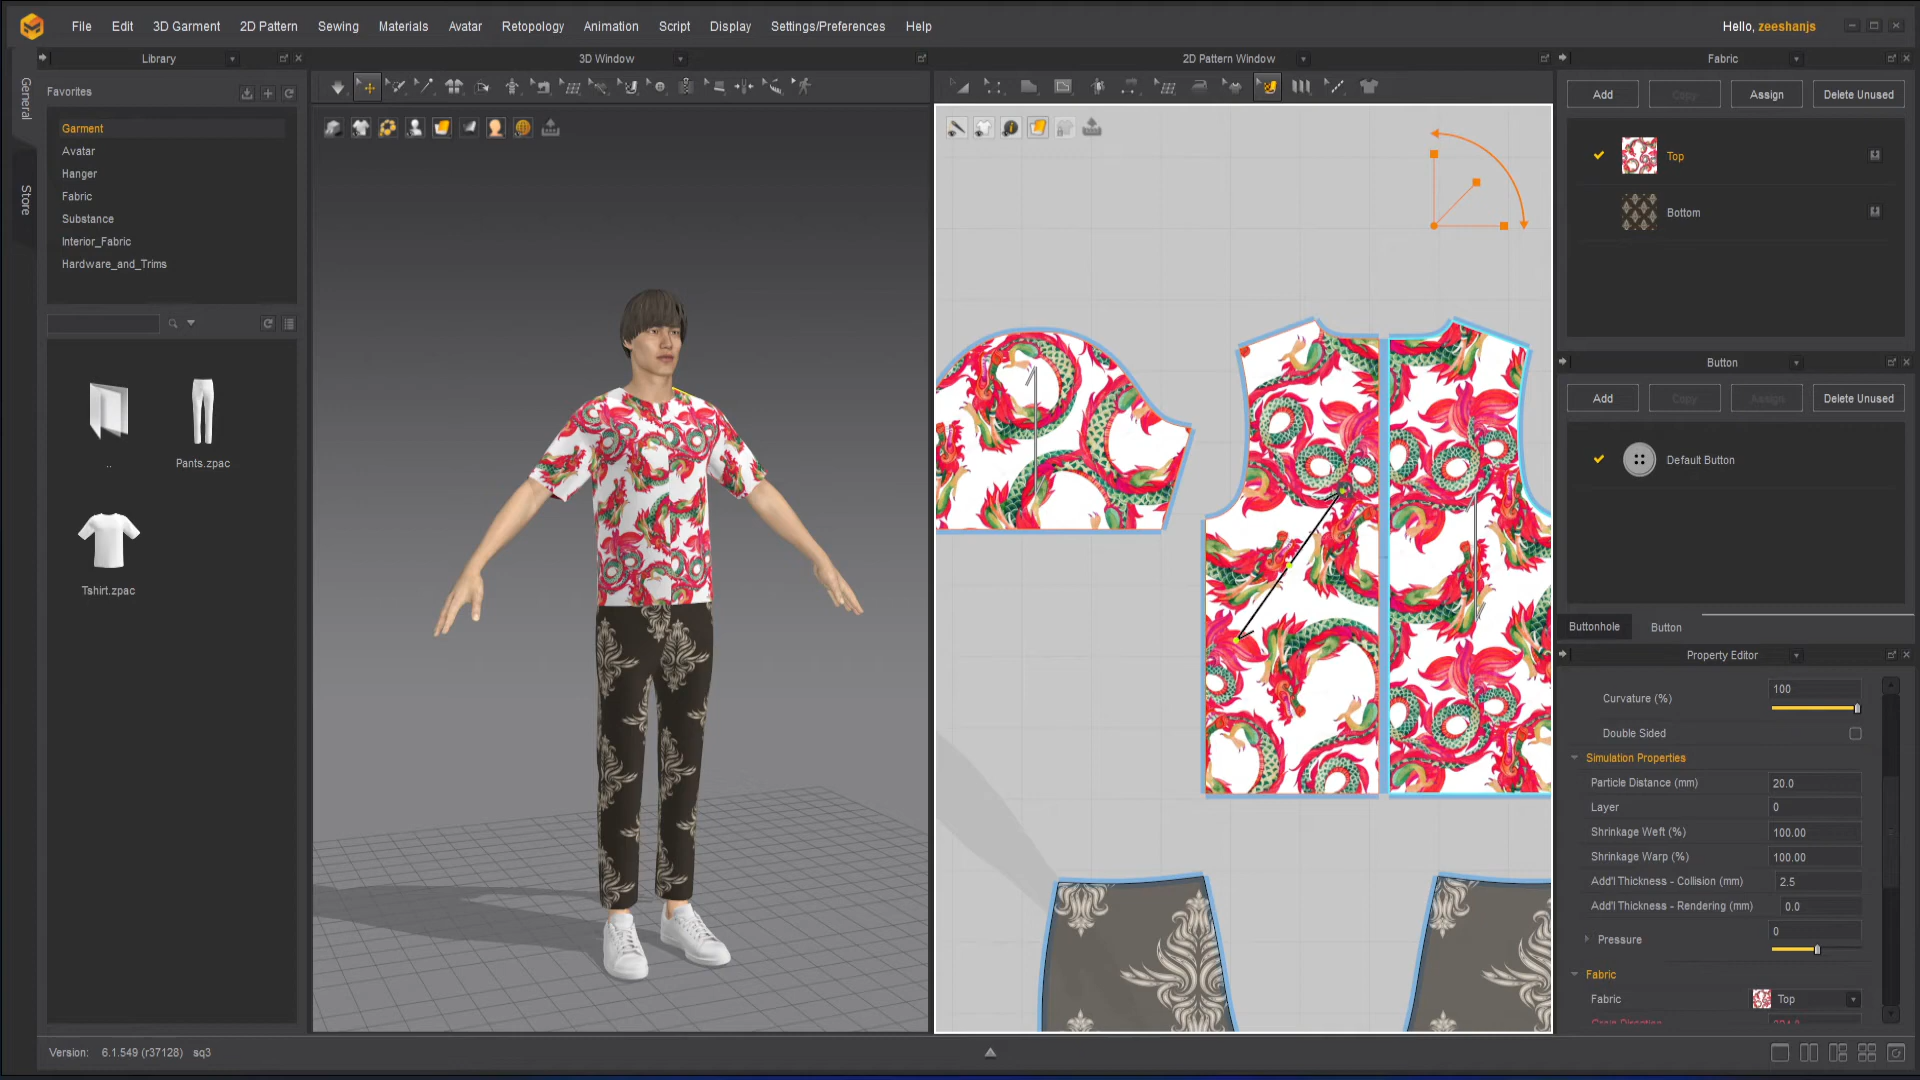 File Edit 3D Garment 2D Pattern Sewing Materials Avatar Retopology Animation Script Display Settings/Preferences Help
Hello, zeeshanjs
General
Store
Library
Favorites
Garment
Avatar
Hanger
Fabric
Substance
Interior_Fabric
Hardware_and_Trims
..
Pants.zpac
Tshirt.zpac
3D Window
2D Pattern Window
Fabric
Add Copy Assign Delete Unused
Top
Bottom
Button
Add Copy Assign Delete Unused
Default Button
Buttonhole Button
Property Editor
Curvature (%) 100
Double Sided
Simulation Properties
Particle Distance (mm) 20.0
Layer 0
Shrinkage Weft (%) 100.00
Shrinkage Warp (%) 100.00
Add'l Thickness - Collision (mm) 2.5
Add'l Thickness - Rendering (mm) 0.0
Pressure 0
Fabric
Fabric Top
Version: 6.1.549 (r37128) sq3